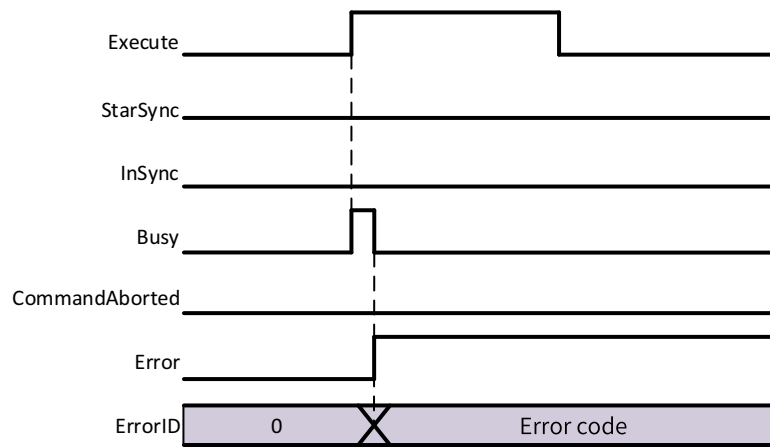 Execute
StarSync
InSync
Busy
CommandAborted
Error
ErrorID 0 Error code